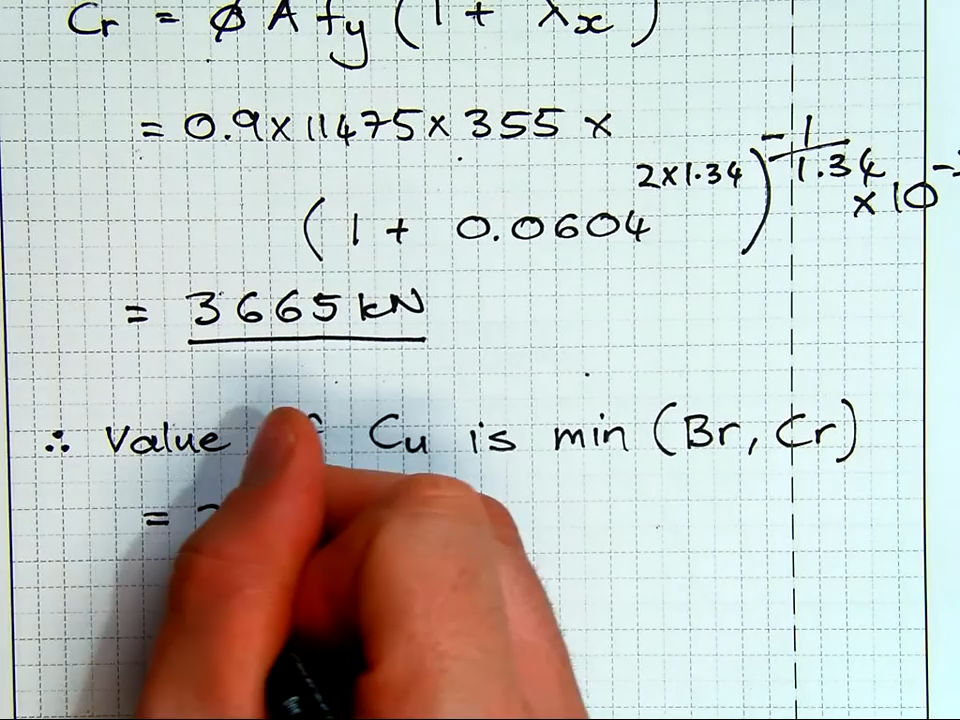 Cr = ø A fy (1 + λx )
= 0.9 x 11475 x 355 x
(1 + 0.0604^2x1.34)^-1/1.34 x 10^-
= 3665 kN
∴ Value Cu is min (Br, Cr)
=